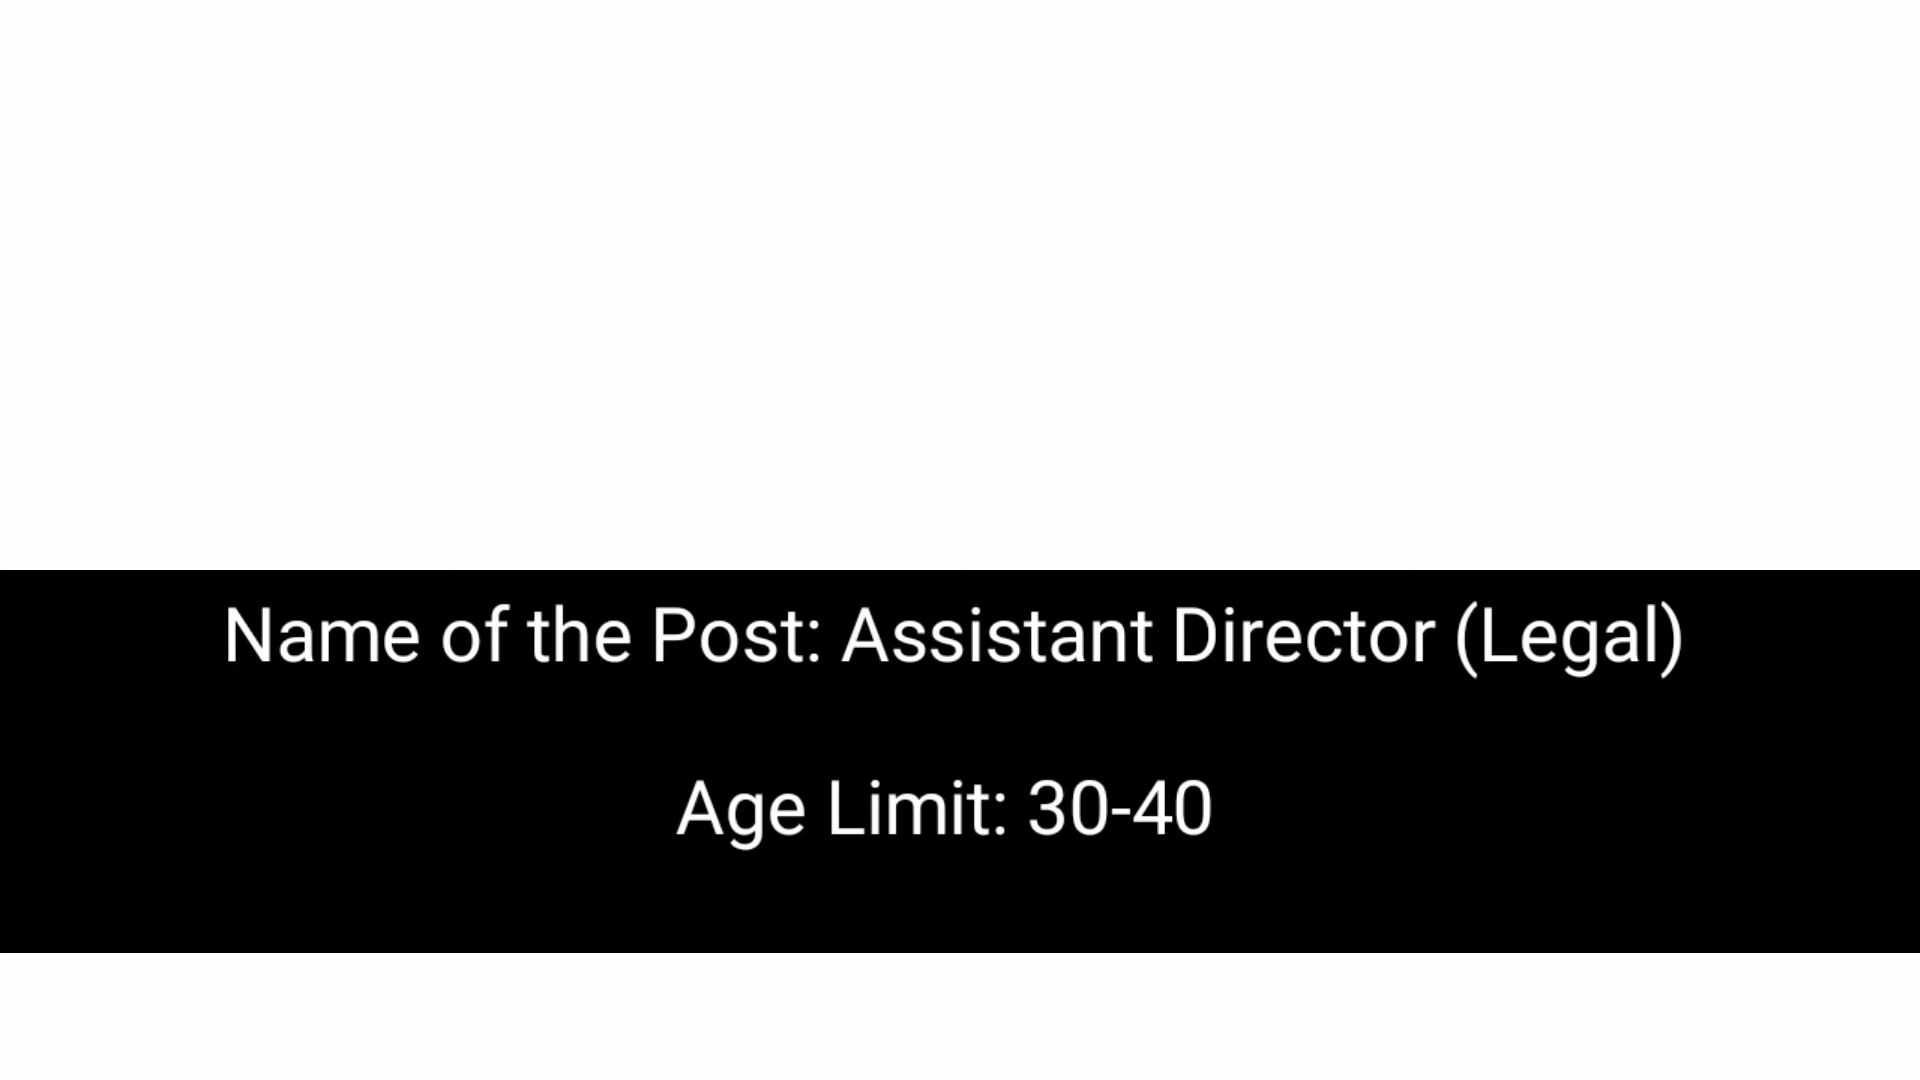 Name of the Post: Assistant Director (Legal)
Age Limit: 30-40